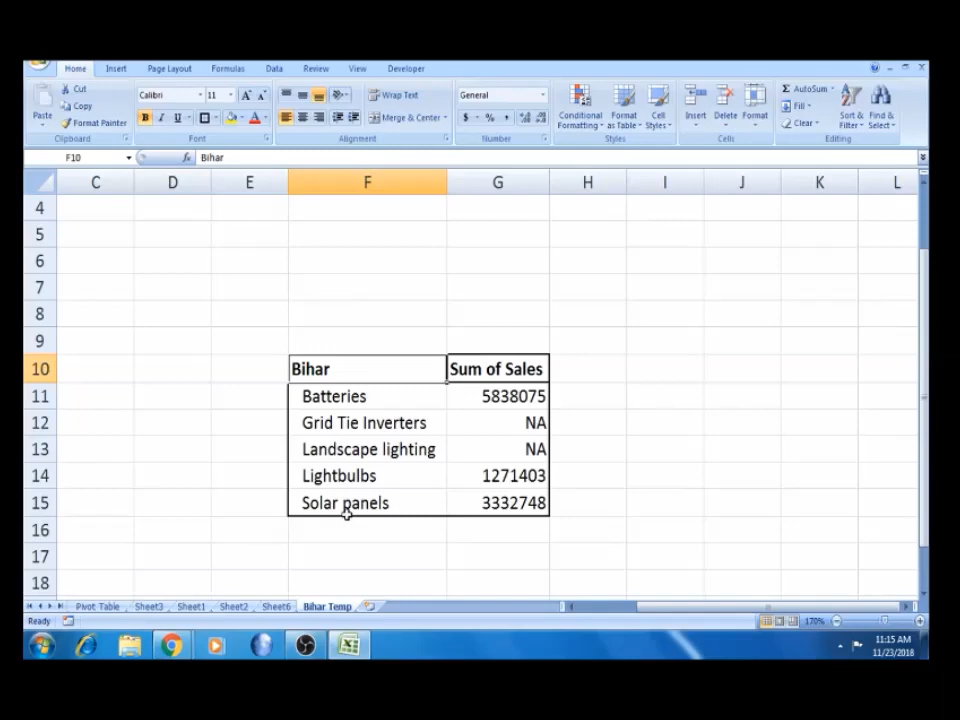 Home Insert Page Layout Formulas Data Review View Developer
Cut
Copy
Format Painter
Paste
Clipboard
Calibri 11
B I U
Font
Wrap Text
Merge & Center
Alignment
General
$ % ,
Number
Conditional Formatting
Format as Table
Cell Styles
Styles
Insert Delete Format
Cells
AutoSum
Fill
Clear
Sort & Filter
Find & Select
Editing
F10 fx Bihar
C D E F G H I J K L
4
5
6
7
8
9
10 Bihar Sum of Sales
11 Batteries 5838075
12 Grid Tie Inverters NA
13 Landscape lighting NA
14 Lightbulbs 1271403
15 Solar panels 3332748
16
17
18
Pivot Table Sheet3 Sheet1 Sheet2 Sheet6 Bihar Temp
Ready 170%
11:15 AM
11/23/2018